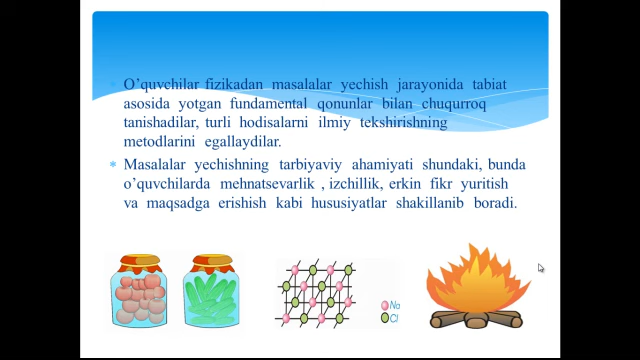 O’quvchilar fizikadan masalalar yechish jarayonida tabiat
asosida yotgan fundamental qonunlar bilan chuqurroq
tanishadilar, turli hodisalarni ilmiy tekshirishning
metodlarini egallaydilar.
Masalalar yechishning tarbiyaviy ahamiyati shundaki, bunda
o’quvchilarda mehnatsevarlik , izchillik, erkin fikr yuritish
va maqsadga erishish kabi hususiyatlar shakillanib boradi.
Na
Cl